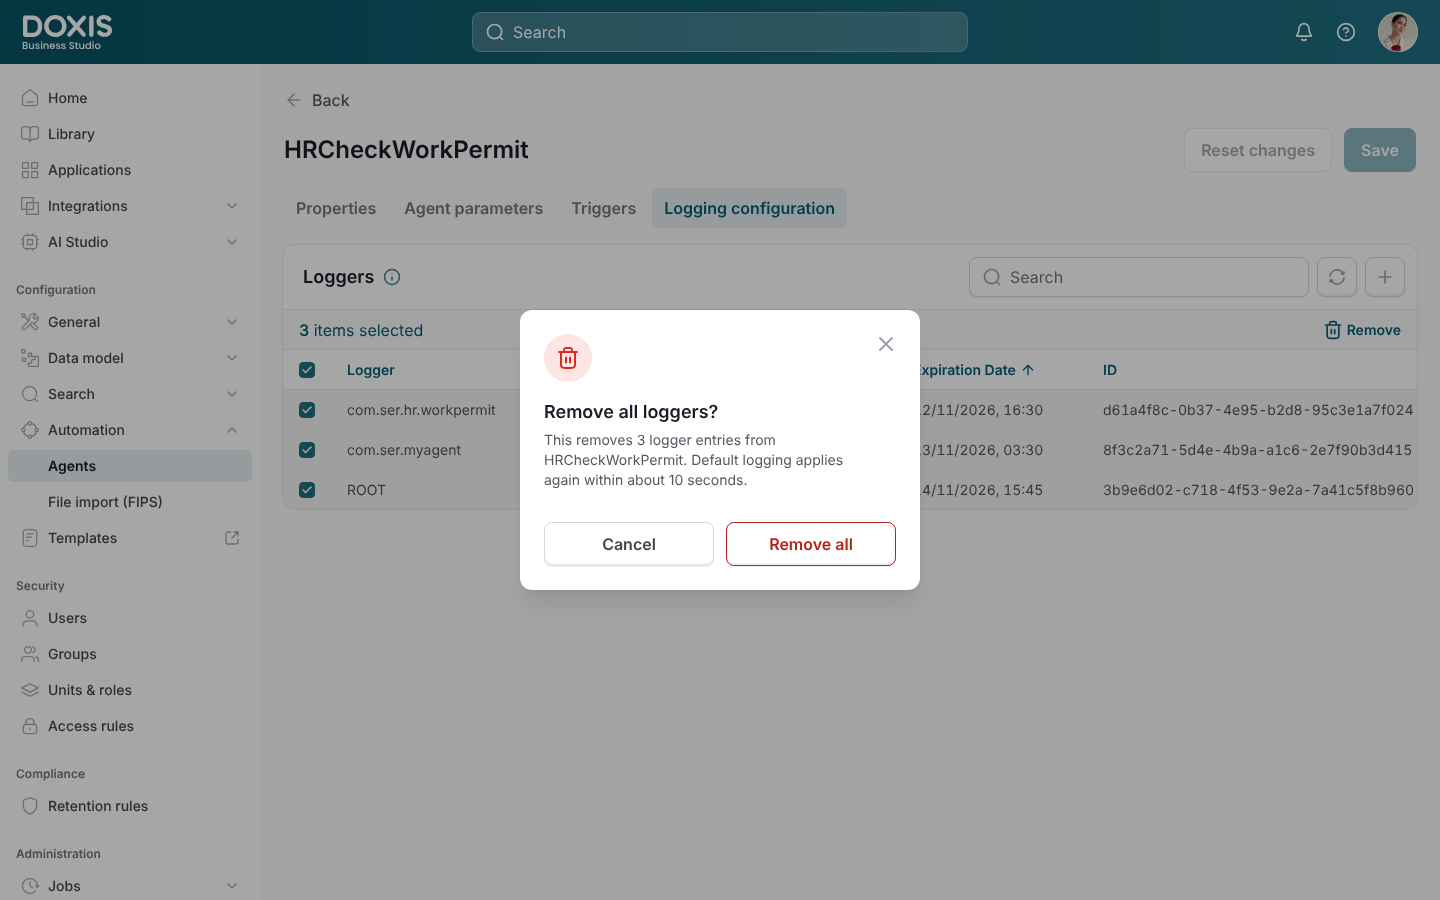 DOXIS
Business Studio
Search
Home
Library
Applications
Integrations
AI Studio
Configuration
General
Data model
Search
Automation
Agents
File import (FIPS)
Templates
Security
Users
Groups
Units & roles
Access rules
Compliance
Retention rules
Administration
Jobs
Back
HRCheckWorkPermit
Reset changes
Save
Properties
Agent parameters
Triggers
Logging configuration
Loggers
Search
3 items selected
Remove
Logger
Expiration Date
ID
com.ser.hr.workpermit
2/11/2026, 16:30
d61a4f8c-0b37-4e95-b2d8-95c3e1a7f024
com.ser.myagent
3/11/2026, 03:30
8f3c2a71-5d4e-4b9a-a1c6-2e7f90b3d415
ROOT
4/11/2026, 15:45
3b9e6d02-c718-4f53-9e2a-7a41c5f8b960
Remove all loggers?
This removes 3 logger entries from
HRCheckWorkPermit. Default logging applies
again within about 10 seconds.
Cancel
Remove all